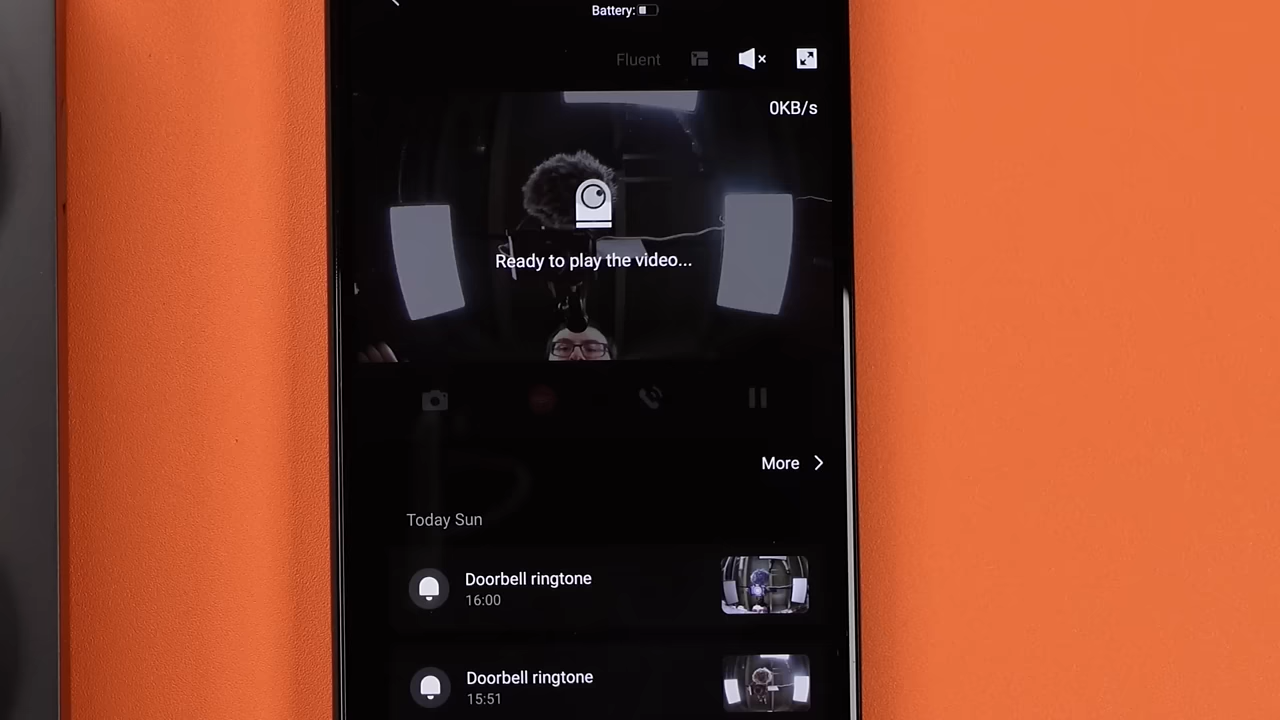 Battery:
Fluent
0KB/s
Ready to play the video...
More
Today Sun
Doorbell ringtone
16:00
Doorbell ringtone
15:51